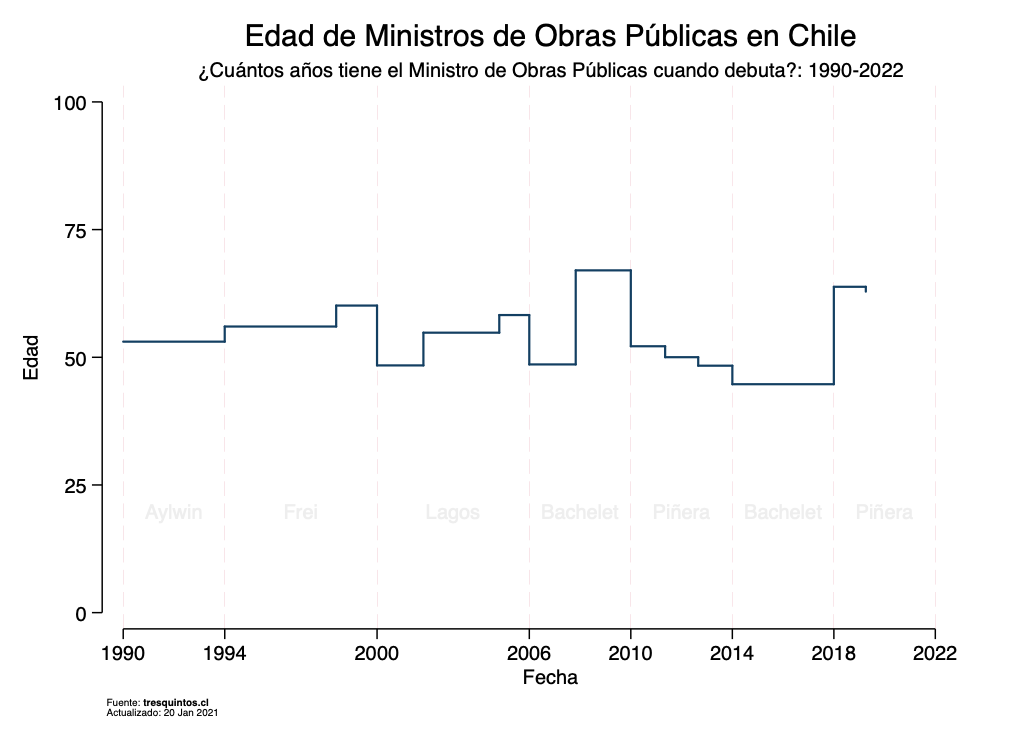 Edad de Ministros de Obras Públicas en Chile
¿Cuántos años tiene el Ministro de Obras Públicas cuando debuta?: 1990-2022
100
75
50
25
0
Edad
Aylwin Frei Lagos Bachelet Piñera Bachelet Piñera
1990 1994 2000 2006 2010 2014 2018 2022
Fecha
Fuente: tresquintos.cl
Actualizado: 20 Jan 2021